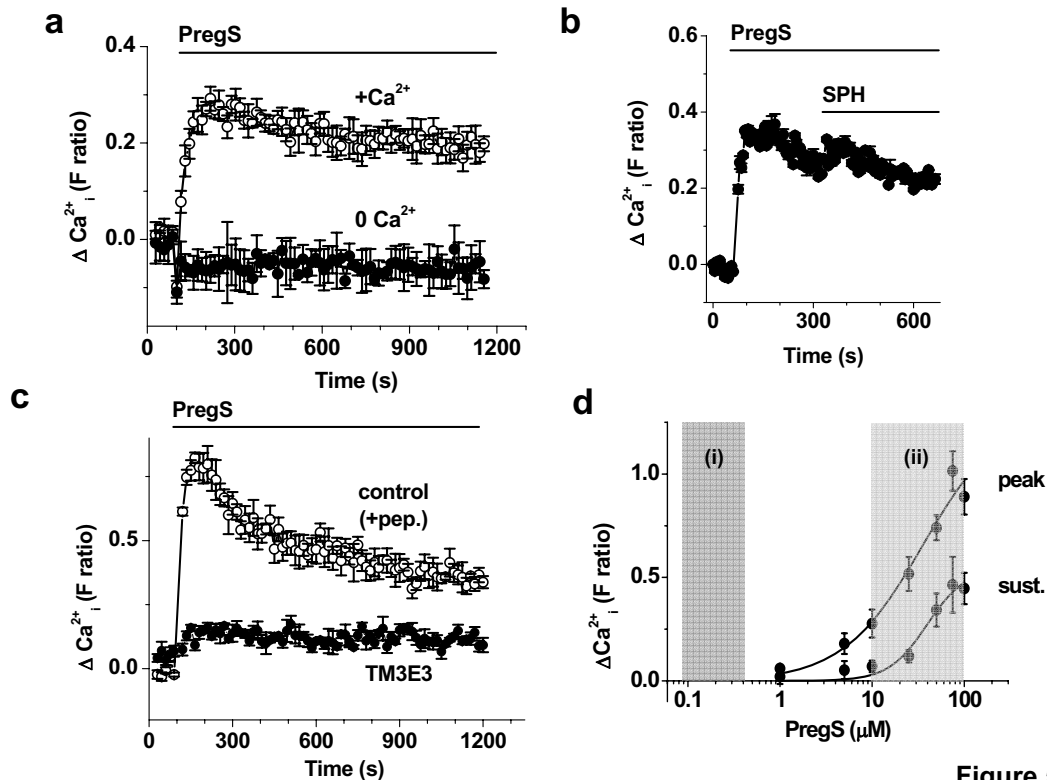 a
PregS
0.4
0.2
0.0
Δ Ca²⁺ᵢ (F ratio)
+Ca²⁺
0 Ca²⁺
0 300 600 900 1200
Time (s)
b
PregS
SPH
0.6
0.4
0.2
0.0
Δ Ca²⁺ᵢ (F ratio)
0 300 600
Time (s)
c
PregS
0.5
0.0
Δ Ca²⁺ᵢ (F ratio)
control
(+pep.)
TM3E3
0 300 600 900 1200
Time (s)
d
(i)
(ii)
1.0
0.5
0.0
ΔCa²⁺ᵢ (F ratio)
peak
sust.
0.1 1 10 100
PregS (μM)
Figure